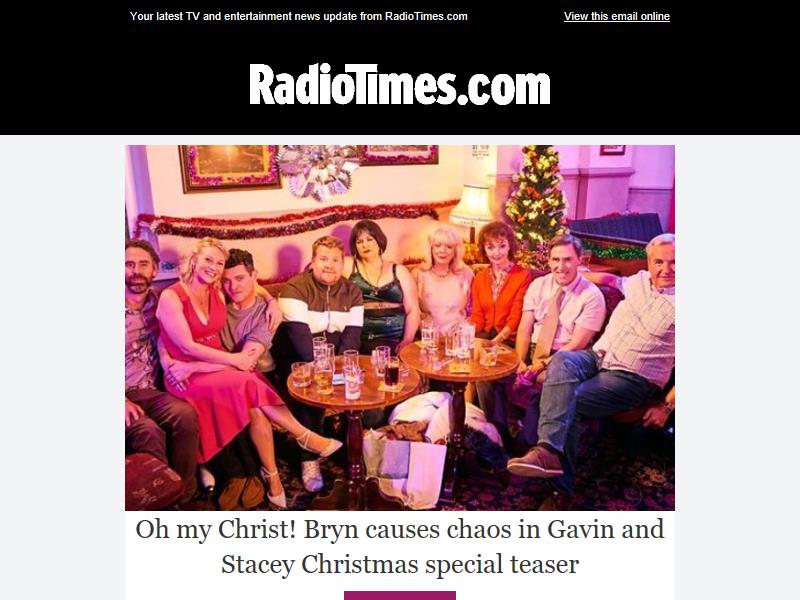 Your latest TV and entertainment news update from RadioTimes.com
View this email online
RadioTimes.com
Oh my Christ! Bryn causes chaos in Gavin and
Stacey Christmas special teaser